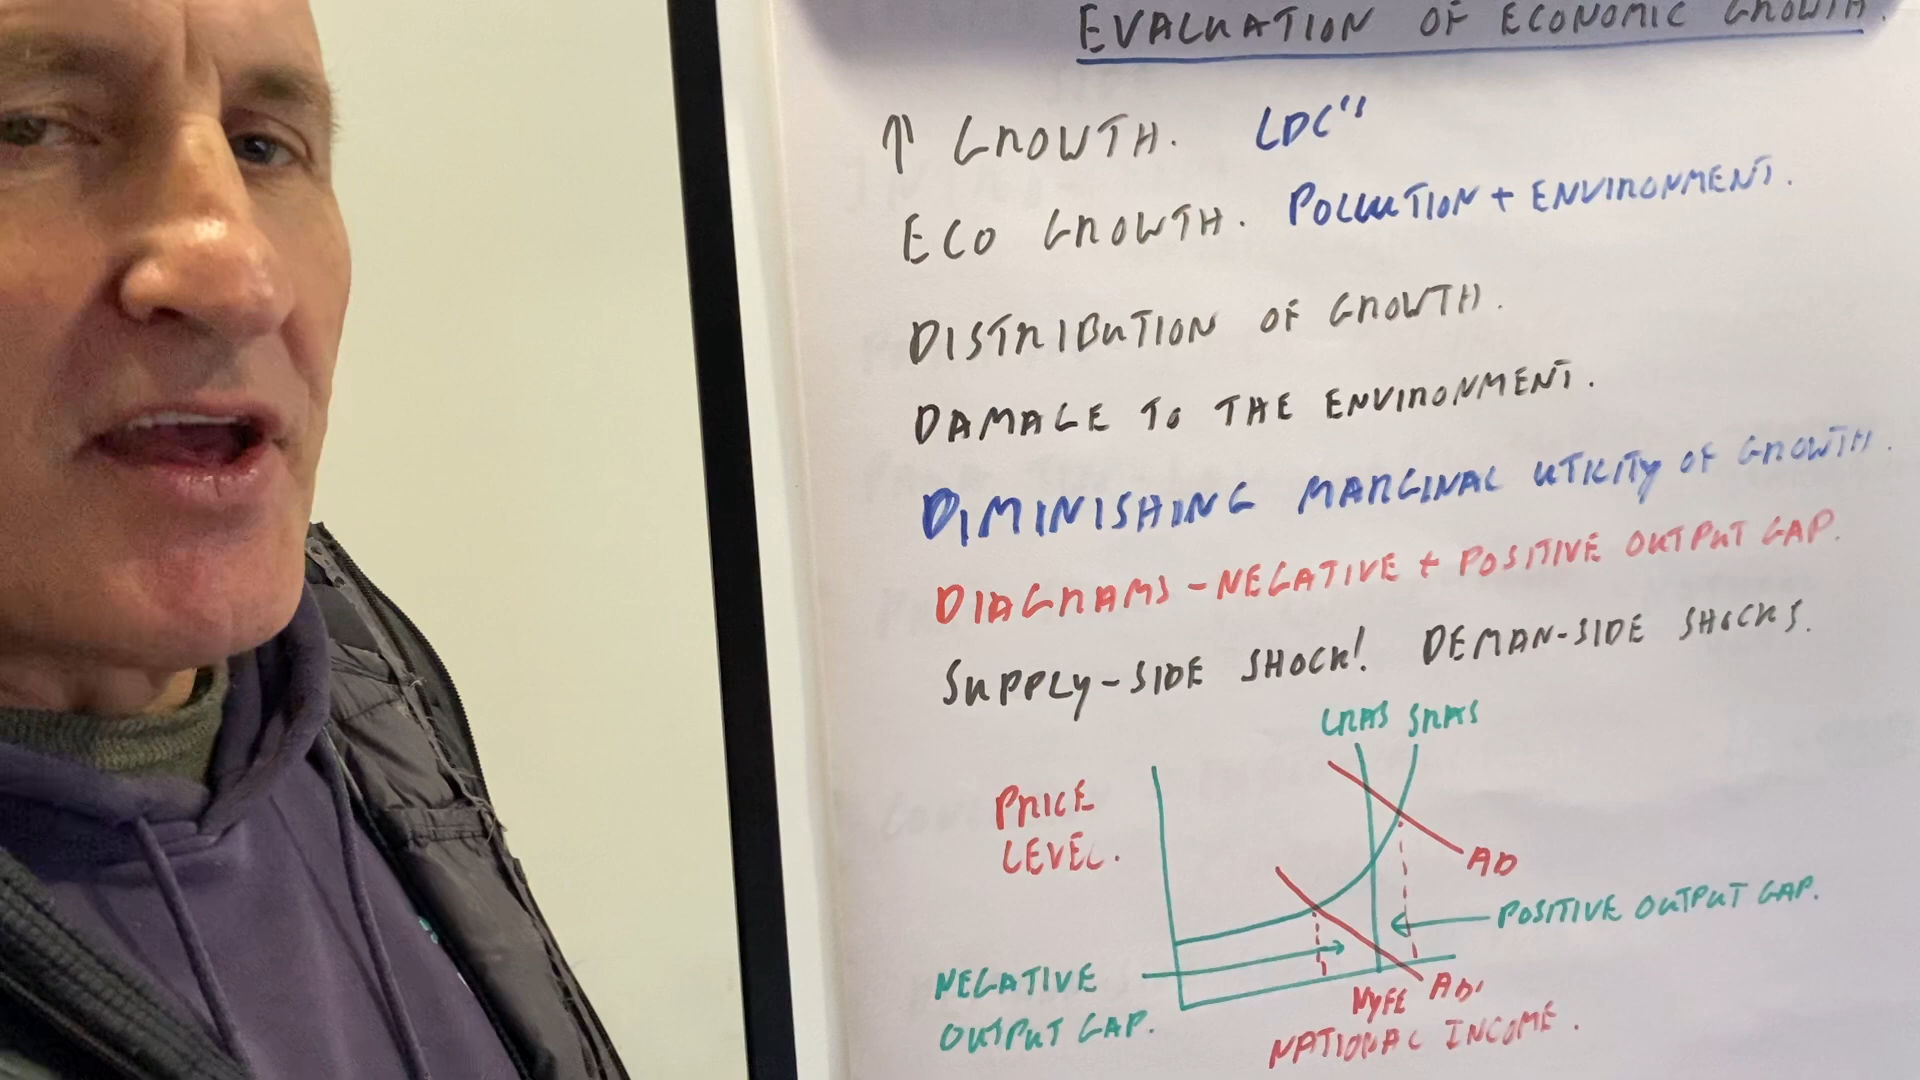 EVALUATION OF ECONOMIC GROWTH.
↑ GROWTH. LDC's
ECO GROWTH. POLLUTION + ENVIRONMENT.
DISTRIBUTION OF GROWTH.
DAMAGE TO THE ENVIRONMENT.
DIMINISHING MARGINAL UTILITY OF GROWTH.
DIAGRAMS - NEGATIVE + POSITIVE OUTPUT GAP.
SUPPLY-SIDE SHOCK! DEMAN-SIDE SHOCKS.
LRAS SRAS
PRICE
LEVEL.
AD
POSITIVE OUTPUT GAP.
NEGATIVE
OUTPUT GAP.
NYFE AD1
NATIONAL INCOME.